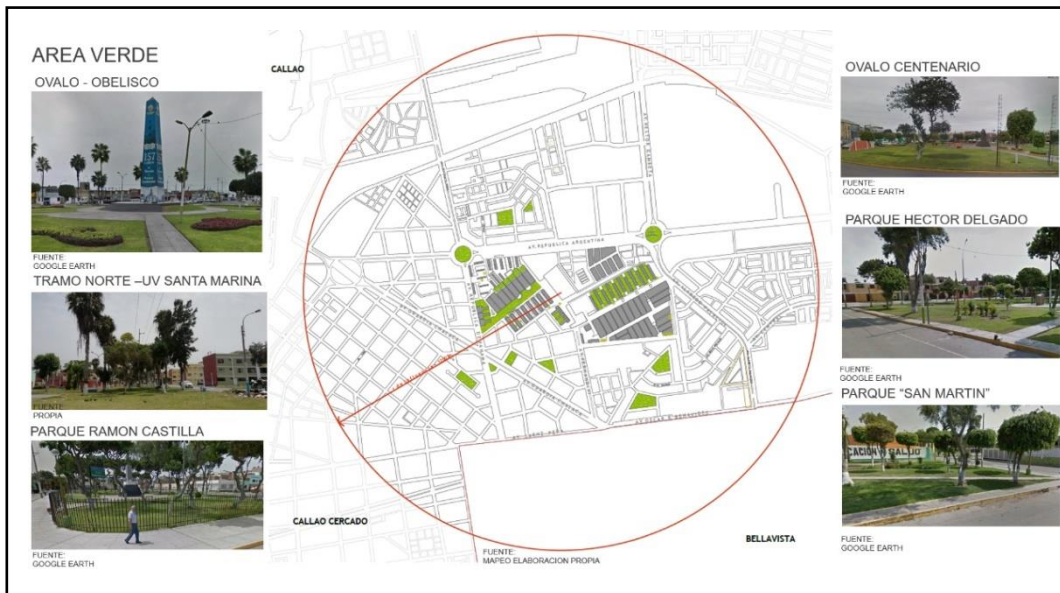 AREA VERDE
OVALO - OBELISCO
FUENTE:
GOOGLE EARTH
TRAMO NORTE –UV SANTA MARINA
FUENTE:
PROPIA
PARQUE RAMON CASTILLA
FUENTE:
GOOGLE EARTH
CALLAO
AV. REPUBLICA ARGENTINA
CALLAO CERCADO
BELLAVISTA
FUENTE:
MAPEO ELABORACION PROPIA
OVALO CENTENARIO
FUENTE:
GOOGLE EARTH
PARQUE HECTOR DELGADO
FUENTE:
GOOGLE EARTH
PARQUE “SAN MARTIN”
CACION Y SALUD
FUENTE:
GOOGLE EARTH